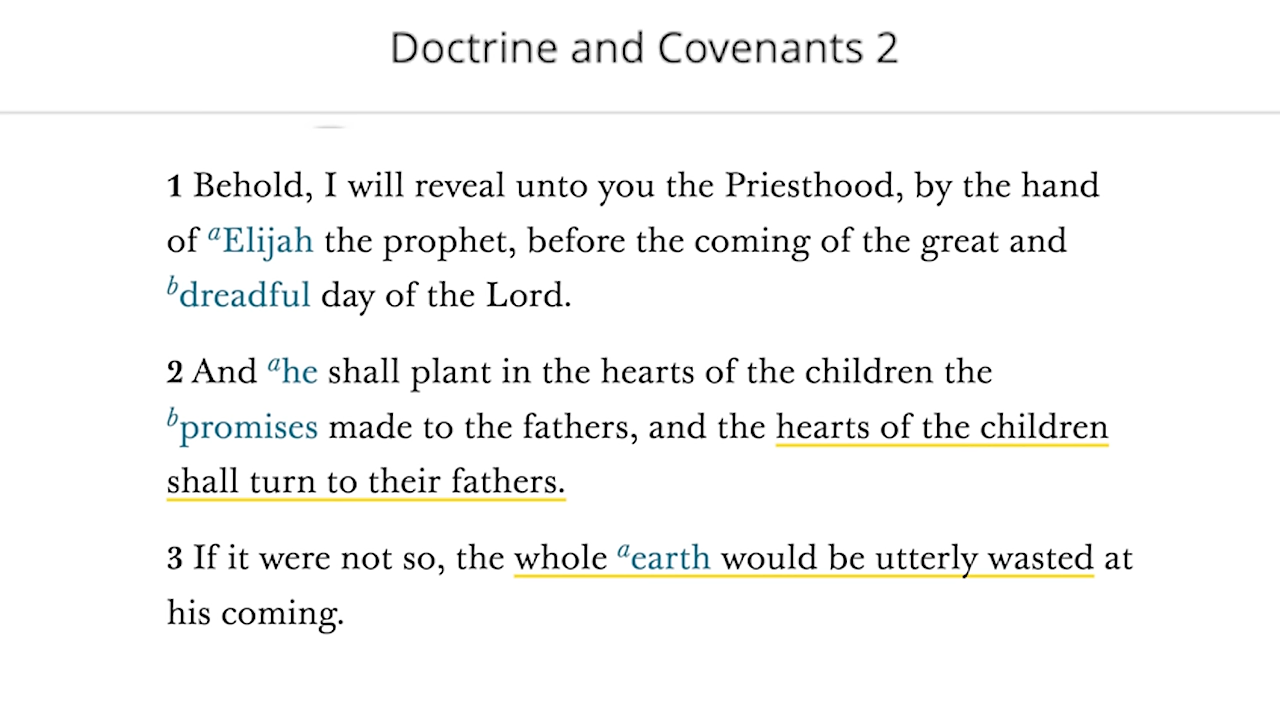 Doctrine and Covenants 2
1 Behold, I will reveal unto you the Priesthood, by the hand
of aElijah the prophet, before the coming of the great and
bdreadful day of the Lord.
2 And ahe shall plant in the hearts of the children the
bpromises made to the fathers, and the hearts of the children
shall turn to their fathers.
3 If it were not so, the whole aearth would be utterly wasted at
his coming.